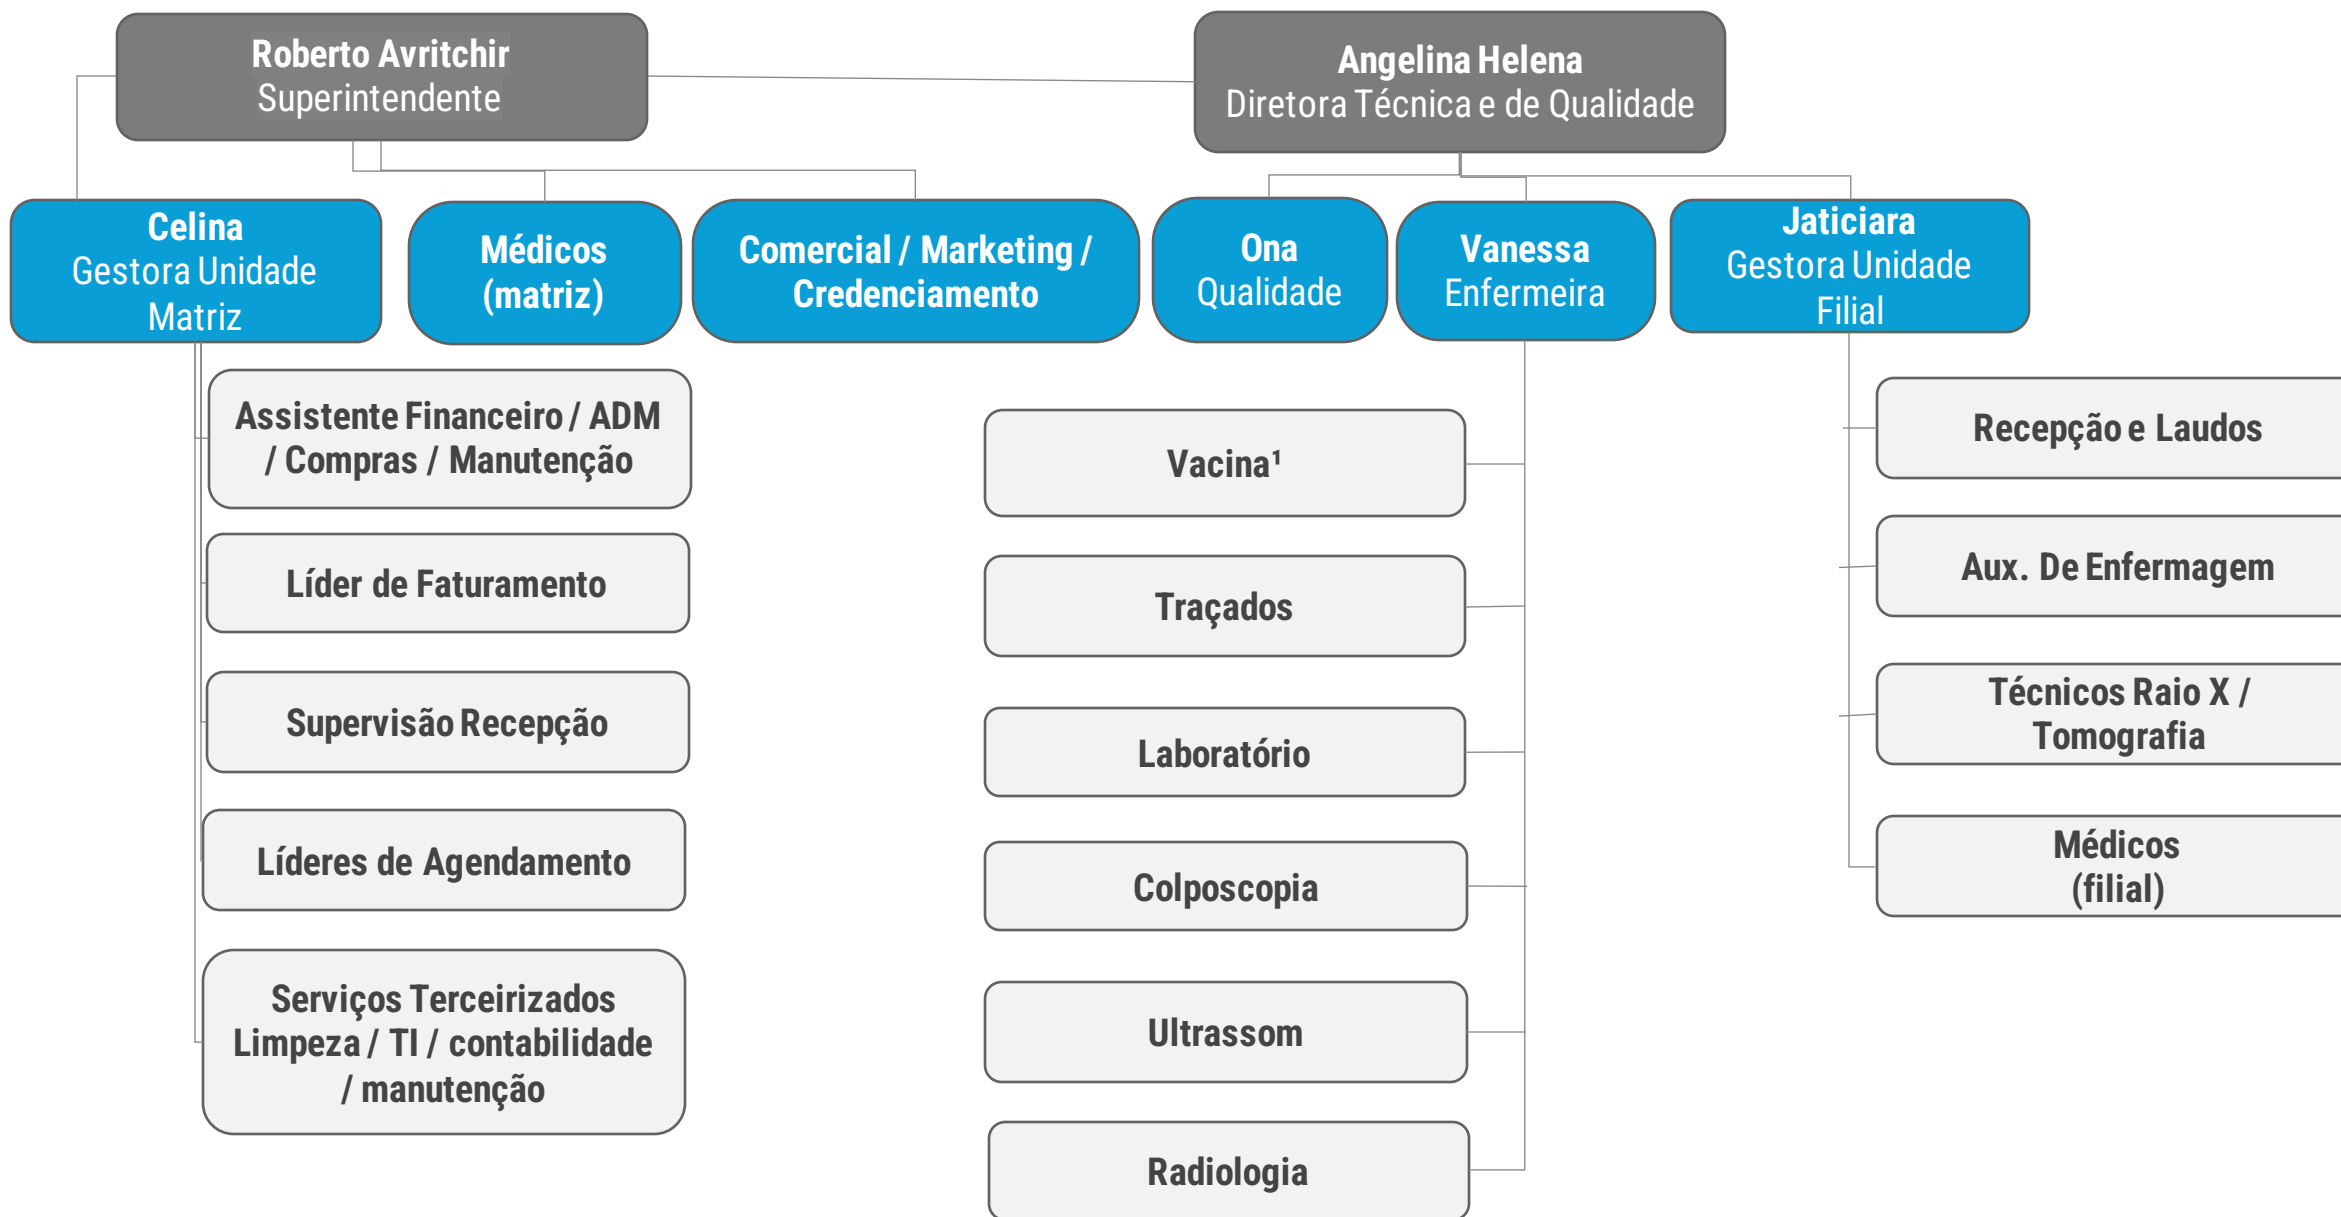 Roberto Avritchir
Superintendente
Angelina Helena
Diretora Técnica e de Qualidade
Celina
Gestora Unidade
Matriz
Médicos
(matriz)
Comercial / Marketing /
Credenciamento
Ona
Qualidade
Vanessa
Enfermeira
Jaticiara
Gestora Unidade
Filial
Assistente Financeiro / ADM
/ Compras / Manutenção
Líder de Faturamento
Supervisão Recepção
Líderes de Agendamento
Serviços Terceirizados
Limpeza / TI / contabilidade
/ manutenção
Vacina¹
Traçados
Laboratório
Colposcopia
Ultrassom
Radiologia
Recepção e Laudos
Aux. De Enfermagem
Técnicos Raio X /
Tomografia
Médicos
(filial)